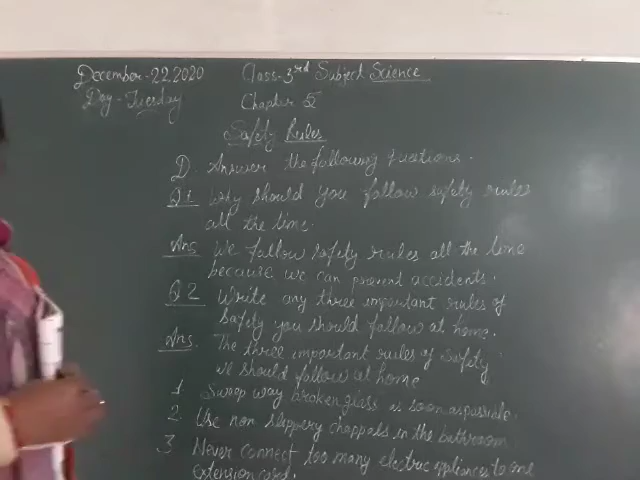 December-22,2020 Class-3rd Subject Science
Day-Tuesday Chapter 5
Safety Rules
D. Answer the following questions.
Q1 Why should you follow safety rules
all the time.
Ans We follow safety rules all the time
because we can prevent accidents.
Q2 Write any three important rules of
safety you should follow at home.
Ans. The three important rules of safety
we should follow at home
1 Sweep way broken glass as soon as possible.
2 Use non slippery chappals in the bathroom
3 Never connect too many electric appliances to one
extension cord.